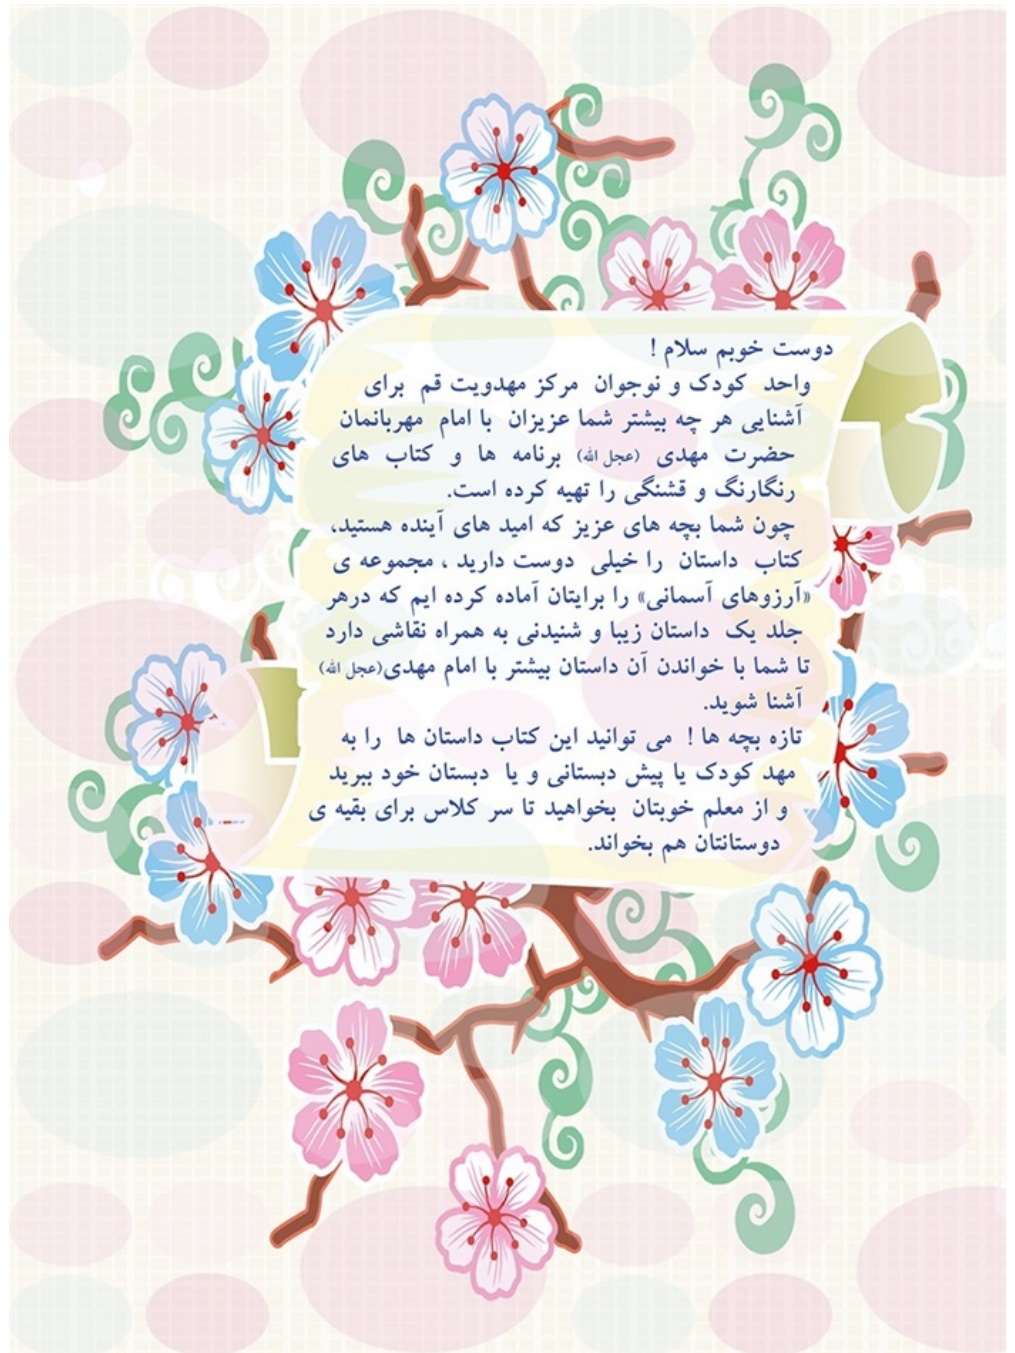 دوست خوبم سلام !
واحد کودک و نوجوان مرکز مهدویت قم برای
آشنایی هر چه بیشتر شما عزیزان با امام مهربانمان
حضرت مهدی (عجل الله) برنامه ها و کتاب های
رنگارنگ و قشنگی را تهیه کرده است.
چون شما بچه های عزیز که امید های آینده هستید،
کتاب داستان را خیلی دوست دارید ، مجموعه ی
«آرزوهای آسمانی» را برایتان آماده کرده ایم که درهر
جلد یک داستان زیبا و شنیدنی به همراه نقاشی دارد
تا شما با خواندن آن داستان بیشتر با امام مهدی(عجل الله)
آشنا شوید.
تازه بچه ها ! می توانید این کتاب داستان ها را به
مهد کودک یا پیش دبستانی و یا دبستان خود ببرید
و از معلم خوبتان بخواهید تا سر کلاس برای بقیه ی
دوستانتان هم بخواند.